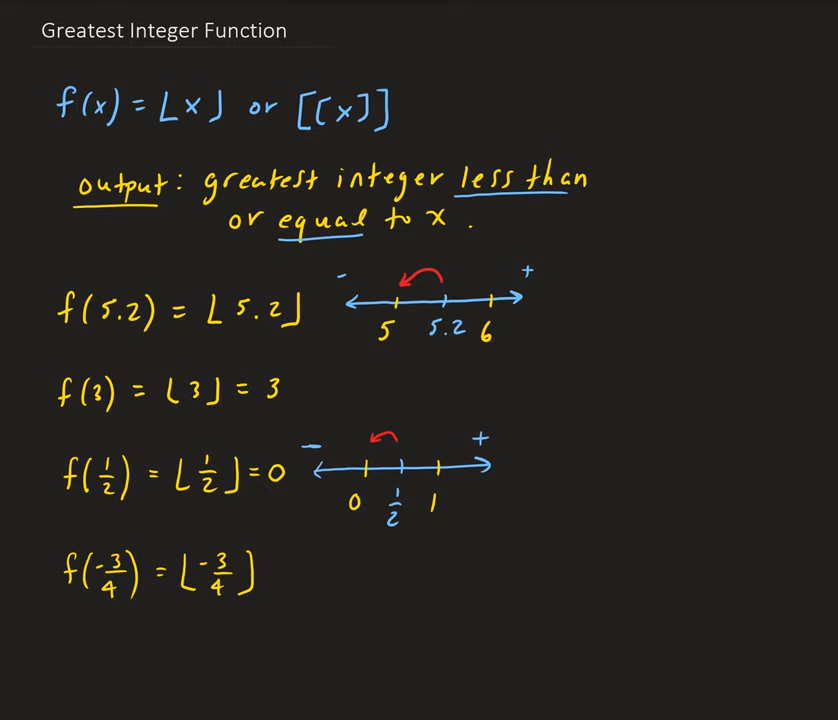 Greatest Integer Function
f(x) = ⌊x⌋ or [[x]]
output: greatest integer less than
or equal to x.
f(5.2) = ⌊5.2⌋
- +
5 5.2 6
f(3) = ⌊3⌋ = 3
f(1/2) = ⌊1/2⌋ = 0
- +
0 1/2 1
f(-3/4) = ⌊-3/4⌋